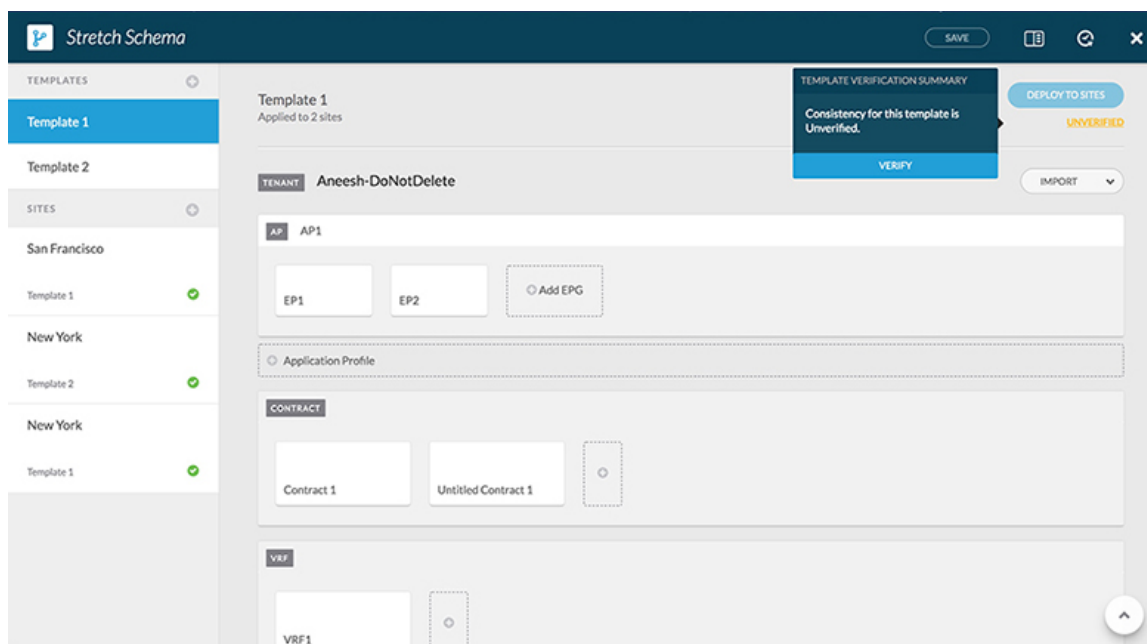 Stretch Schema
SAVE
TEMPLATES
Template 1
Template 2
SITES
San Francisco
Template 1
New York
Template 2
New York
Template 1
Template 1
Applied to 2 sites
TEMPLATE VERIFICATION SUMMARY
Consistency for this template is
Unverified.
VERIFY
DEPLOY TO SITES
UNVERIFIED
TENANT Aneesh-DoNotDelete
IMPORT
AP AP1
EP1
EP2
Add EPG
Application Profile
CONTRACT
Contract 1
Untitled Contract 1
VRF
VRF1